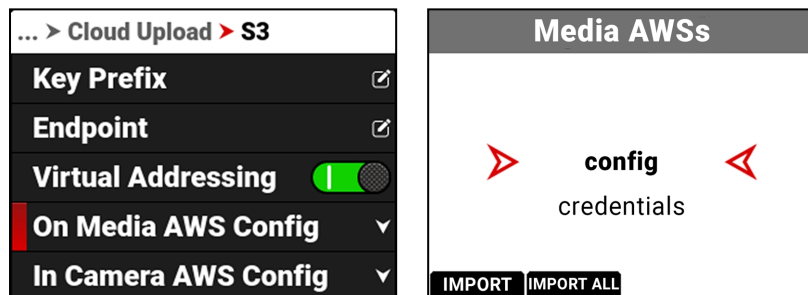 ... > Cloud Upload > S3
Key Prefix
Endpoint
Virtual Addressing
On Media AWS Config
In Camera AWS Config
Media AWSs
config
credentials
IMPORT IMPORT ALL